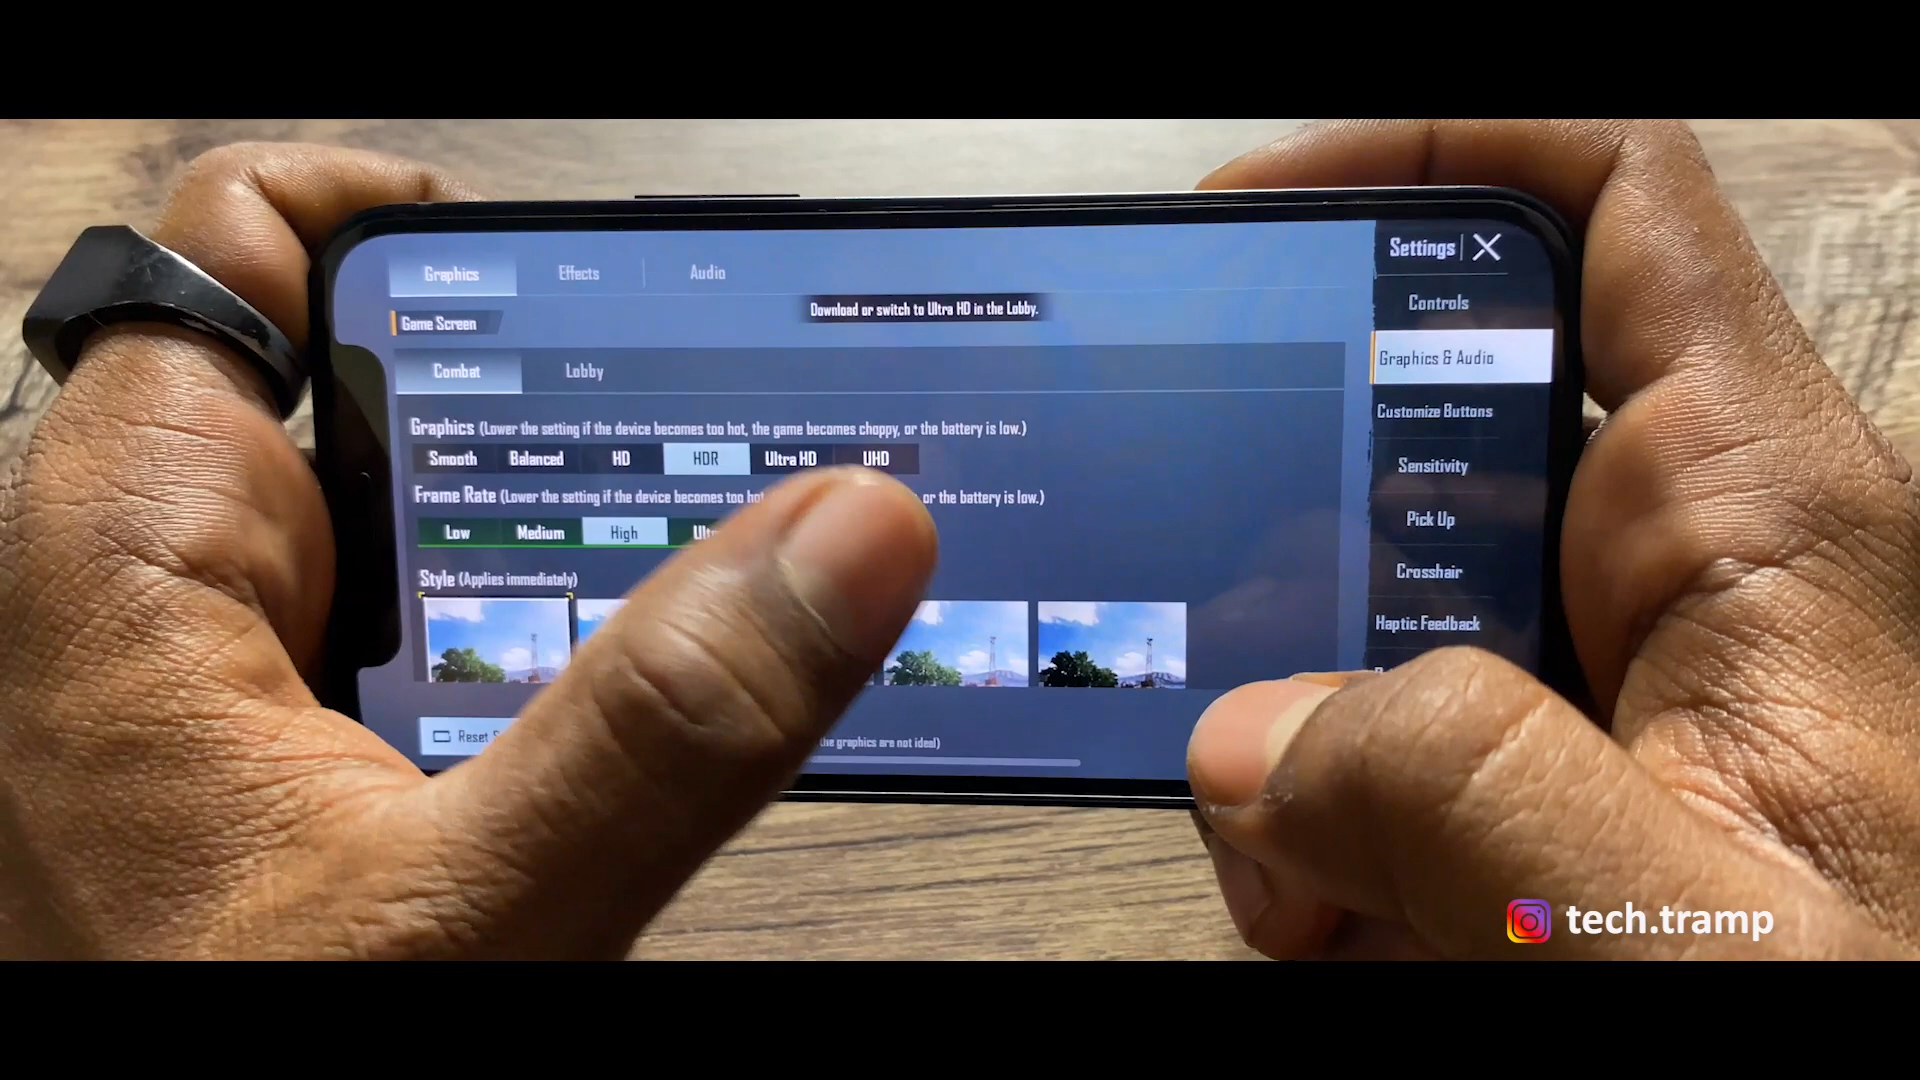 Graphics
Effects
Audio
Settings
Download or switch to Ultra HD in the Lobby.
Game Screen
Controls
Combat
Lobby
Graphics & Audio
Customize Buttons
Graphics (Lower the setting if the device becomes too hot, the game becomes choppy, or the battery is low.)
Smooth Balanced HD HDR Ultra HD UHD
Sensitivity
Frame Rate (Lower the setting if the device becomes too hot, or the battery is low.)
Pick Up
Low Medium High
Style (Applies immediately)
Crosshair
Haptic Feedback
Reset
the graphics are not ideal)
tech.tramp